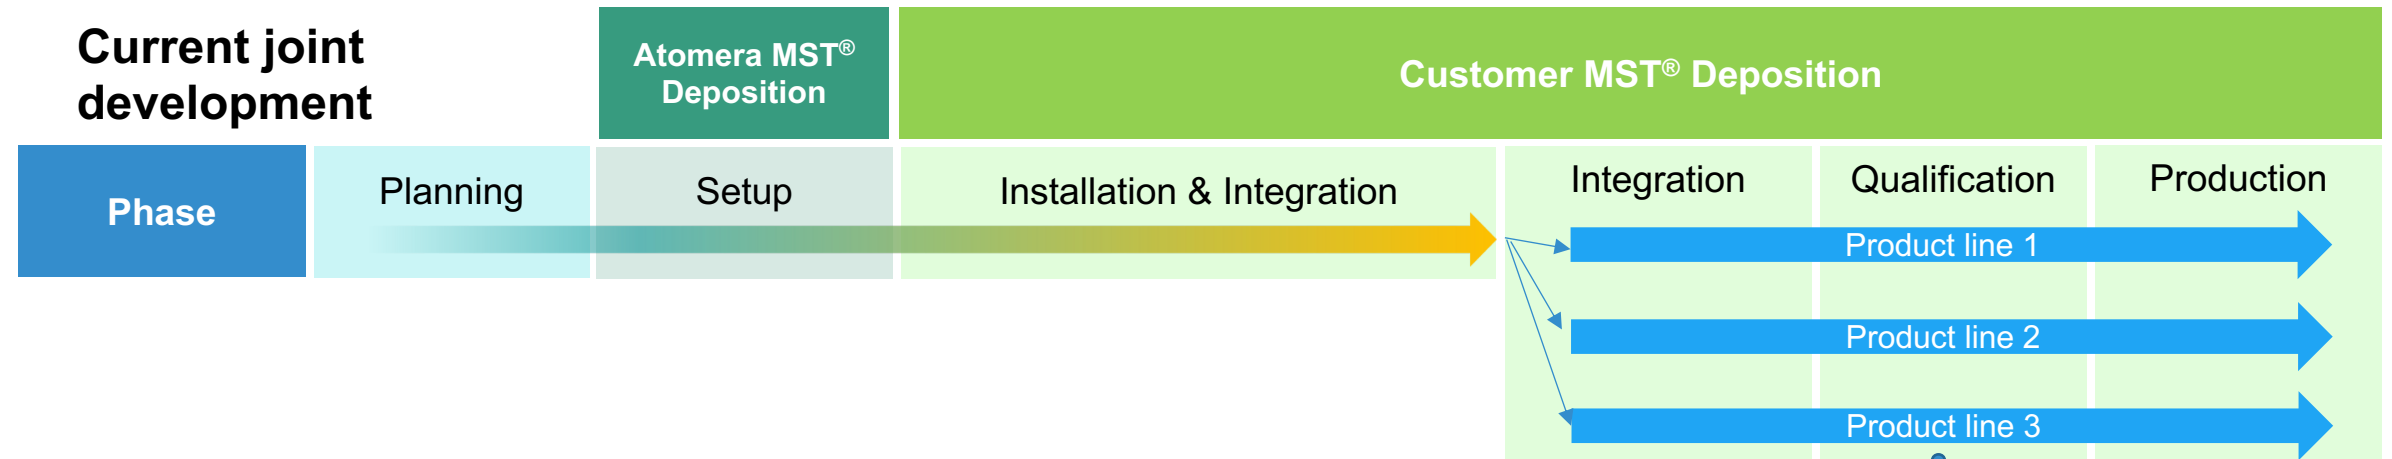 Current joint
development
Atomera MST®
Deposition
Customer MST® Deposition
Phase
Planning
Setup
Installation & Integration
Integration
Qualification
Production
Product line 1
Product line 2
Product line 3